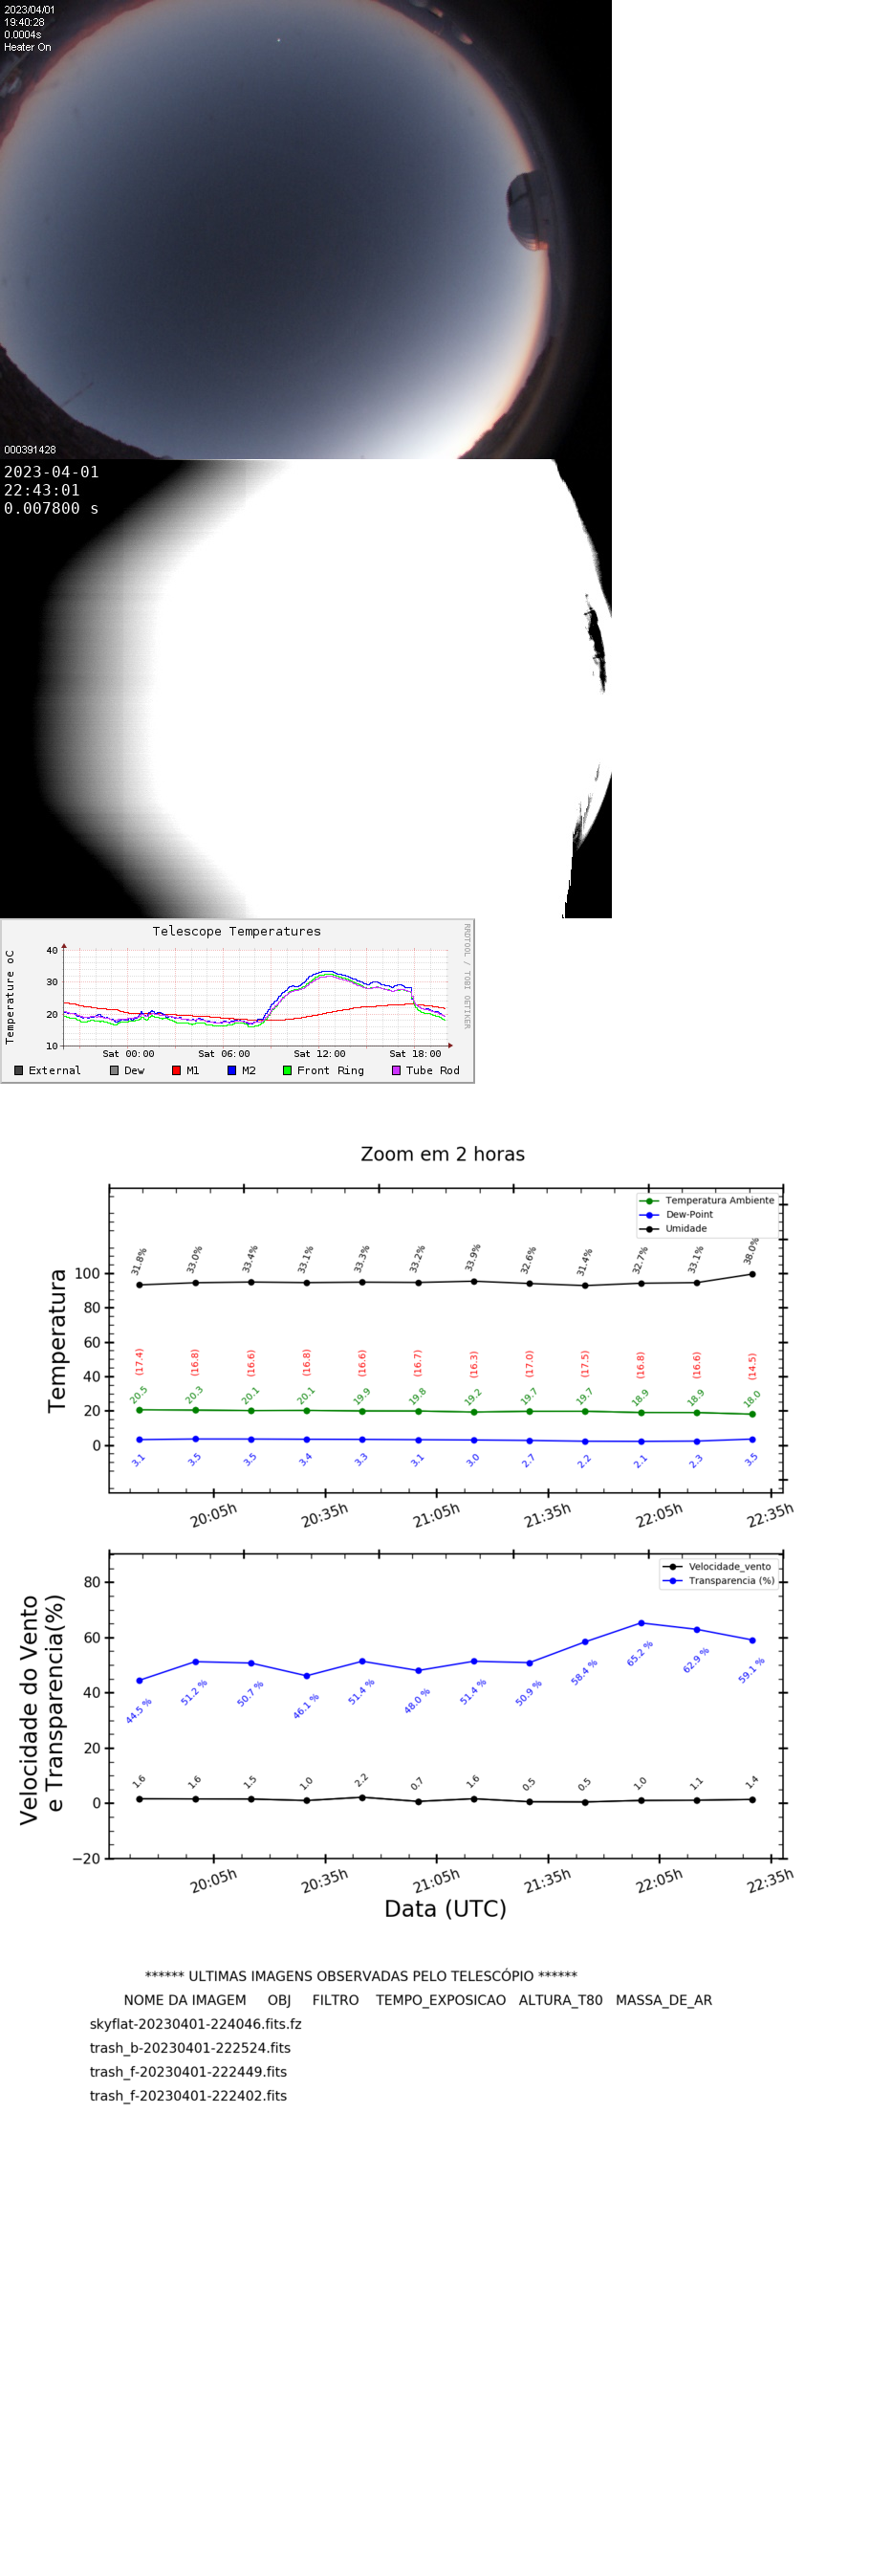 2023/04/01
19:40:28
0.0004s
Heater On
000391428
2023-04-01
22:43:01
0.007800 s
Telescope Temperatures
RRDTOOL / TOBI OETIKER
Temperature oC
40
30
20
10
Sat 00:00 Sat 06:00 Sat 12:00 Sat 18:00
External Dew M1 M2 Front Ring Tube Rod
Zoom em 2 horas
Temperatura Ambiente
Dew-Point
Umidade
31.8% 33.0% 33.4% 33.1% 33.3% 33.2% 33.9% 32.6% 31.4% 32.7% 33.1% 38.0%
Temperatura
100
80
60
40
20
0
(17.4) (16.8) (16.6) (16.8) (16.6) (16.7) (16.3) (17.0) (17.5) (16.8) (16.6) (14.5)
20.5 20.3 20.1 20.1 19.9 19.8 19.2 19.7 19.7 18.9 18.9 18.0
3.1 3.5 3.5 3.4 3.3 3.1 3.0 2.7 2.2 2.1 2.3 3.5
20:05h 20:35h 21:05h 21:35h 22:05h 22:35h
Velocidade_vento
Transparencia (%)
Velocidade do Vento
e Transparencia(%)
80
60
40
20
0
−20
44.5 % 51.2 % 50.7 % 46.1 % 51.4 % 48.0 % 51.4 % 50.9 % 58.4 % 65.2 % 62.9 % 59.1 %
1.6 1.6 1.5 1.0 2.2 0.7 1.6 0.5 0.5 1.0 1.1 1.4
20:05h 20:35h 21:05h 21:35h 22:05h 22:35h
Data (UTC)
****** ULTIMAS IMAGENS OBSERVADAS PELO TELESCÓPIO ******
NOME DA IMAGEM OBJ FILTRO TEMPO_EXPOSICAO ALTURA_T80 MASSA_DE_AR
skyflat-20230401-224046.fits.fz
trash_b-20230401-222524.fits
trash_f-20230401-222449.fits
trash_f-20230401-222402.fits